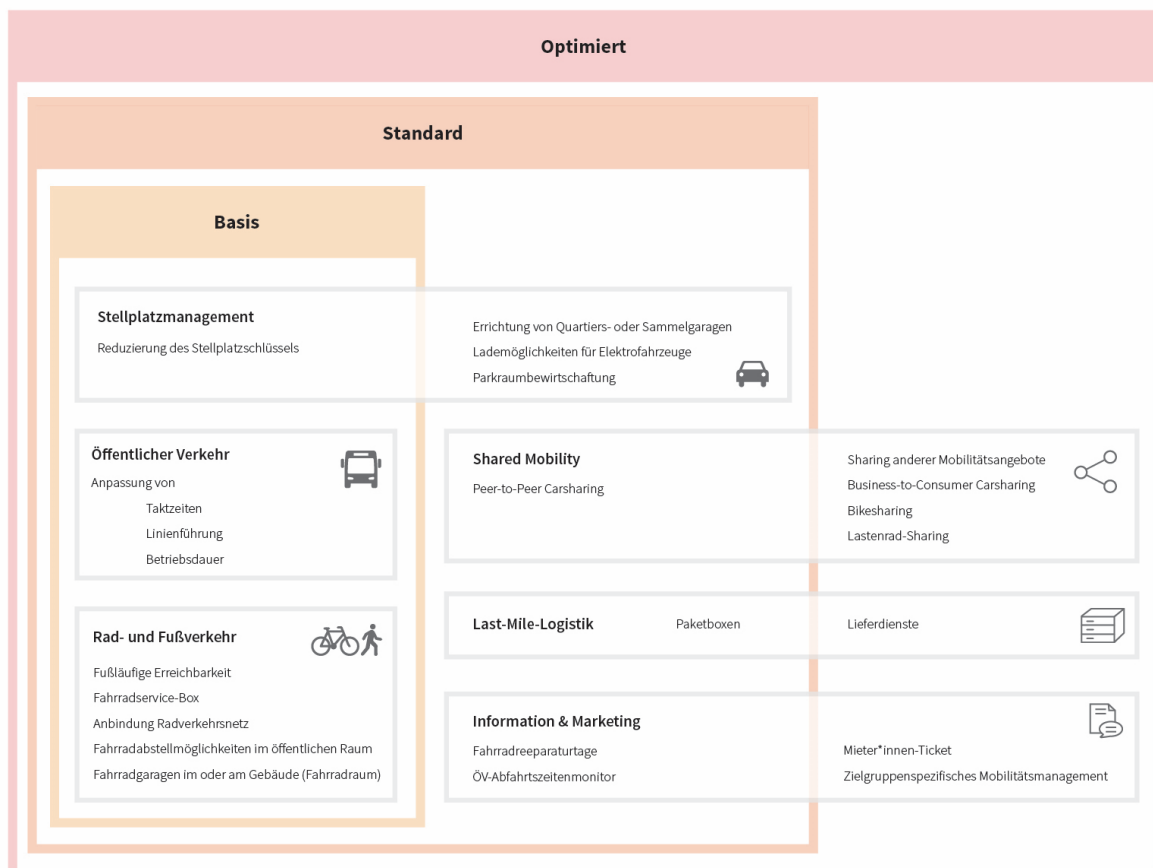 Optimiert
Standard
Basis
Stellplatzmanagement
Reduzierung des Stellplatzschlüssels
Errichtung von Quartiers- oder Sammelgaragen
Lademöglichkeiten für Elektrofahrzeuge
Parkraumbewirtschaftung
Öffentlicher Verkehr
Anpassung von
Taktzeiten
Linienführung
Betriebsdauer
Shared Mobility
Peer-to-Peer Carsharing
Sharing anderer Mobilitätsangebote
Business-to-Consumer Carsharing
Bikesharing
Lastenrad-Sharing
Rad- und Fußverkehr
Fußläufige Erreichbarkeit
Fahrradservice-Box
Anbindung Radverkehrsnetz
Fahrradabstellmöglichkeiten im öffentlichen Raum
Fahrradgaragen im oder am Gebäude (Fahrradraum)
Last-Mile-Logistik
Paketboxen
Lieferdienste
Information & Marketing
Fahrradreeparaturtage
ÖV-Abfahrtszeitenmonitor
Mieter*innen-Ticket
Zielgruppenspezifisches Mobilitätsmanagement